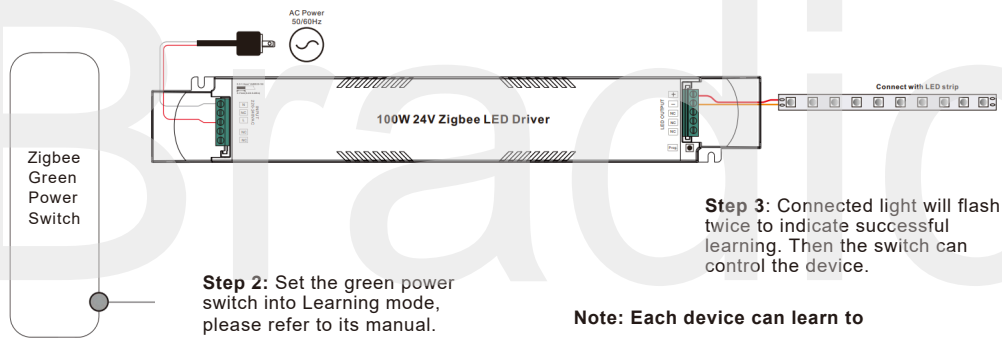 AC Power
50/60Hz
100W 24V Zigbee LED Driver
LED OUTPUT
+
−
NC
NC
NC
Prog
Connect with LED strip
Zigbee
Green
Power
Switch
Step 3: Connected light will flash
twice to indicate successful
learning. Then the switch can
control the device.
Step 2: Set the green power
switch into Learning mode,
please refer to its manual.
Note: Each device can learn to